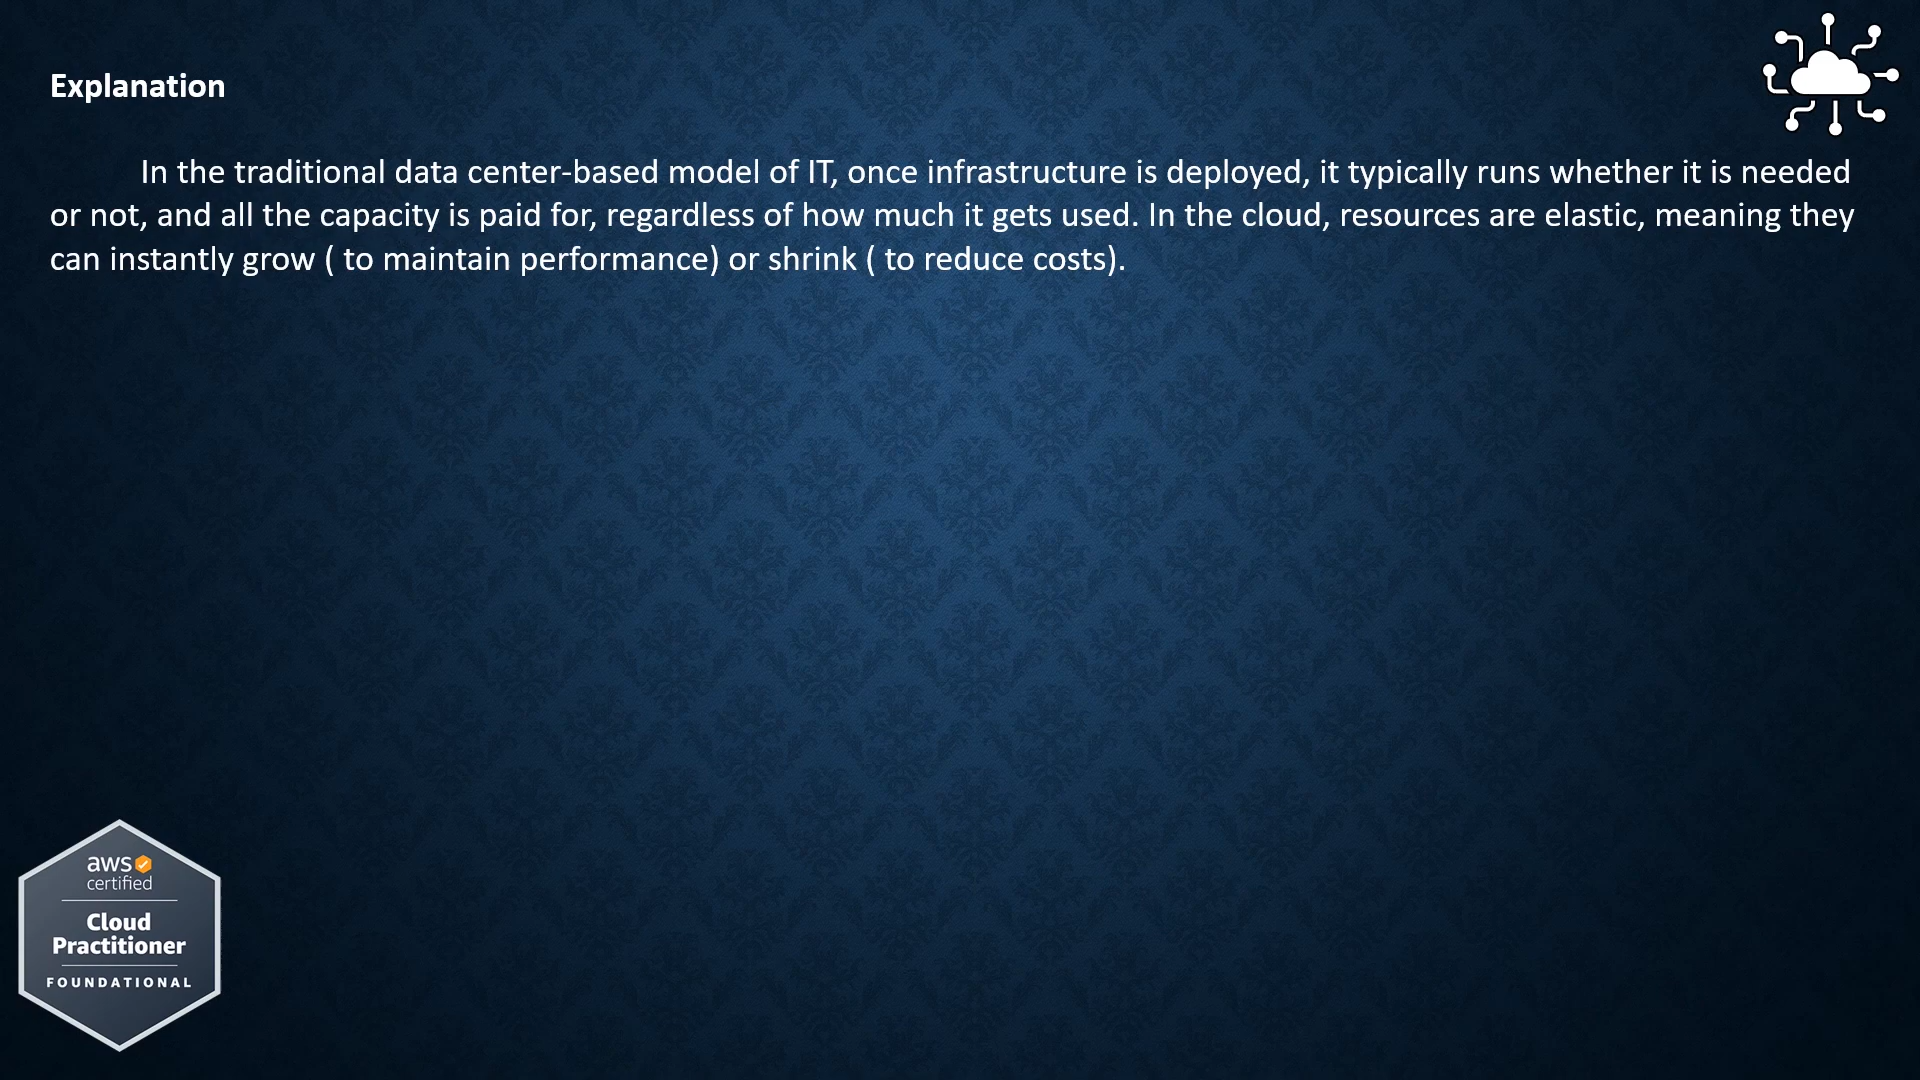 Explanation
In the traditional data center-based model of IT, once infrastructure is deployed, it typically runs whether it is needed
or not, and all the capacity is paid for, regardless of how much it gets used. In the cloud, resources are elastic, meaning they
can instantly grow ( to maintain performance) or shrink ( to reduce costs).
aws
certified
Cloud
Practitioner
FOUNDATIONAL